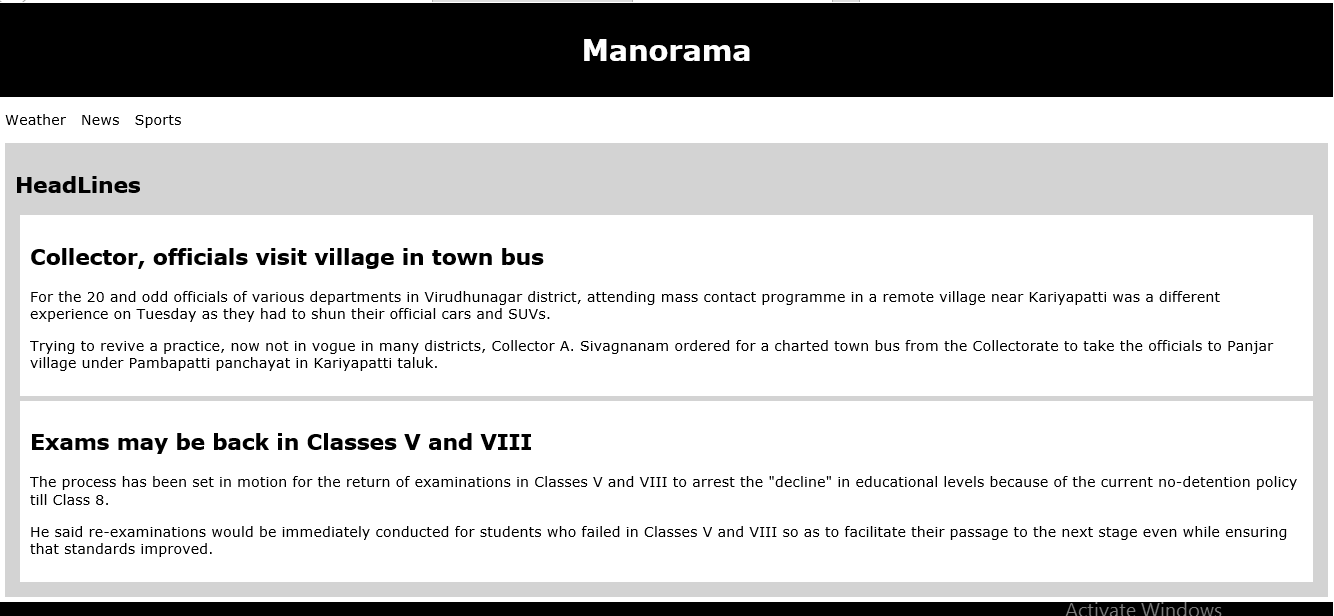 Manorama
Weather News Sports
HeadLines
Collector, officials visit village in town bus
For the 20 and odd officials of various departments in Virudhunagar district, attending mass contact programme in a remote village near Kariyapatti was a different
experience on Tuesday as they had to shun their official cars and SUVs.
Trying to revive a practice, now not in vogue in many districts, Collector A. Sivagnanam ordered for a charted town bus from the Collectorate to take the officials to Panjar
village under Pambapatti panchayat in Kariyapatti taluk.
Exams may be back in Classes V and VIII
The process has been set in motion for the return of examinations in Classes V and VIII to arrest the "decline" in educational levels because of the current no-detention policy
till Class 8.
He said re-examinations would be immediately conducted for students who failed in Classes V and VIII so as to facilitate their passage to the next stage even while ensuring
that standards improved.
Activate Windows